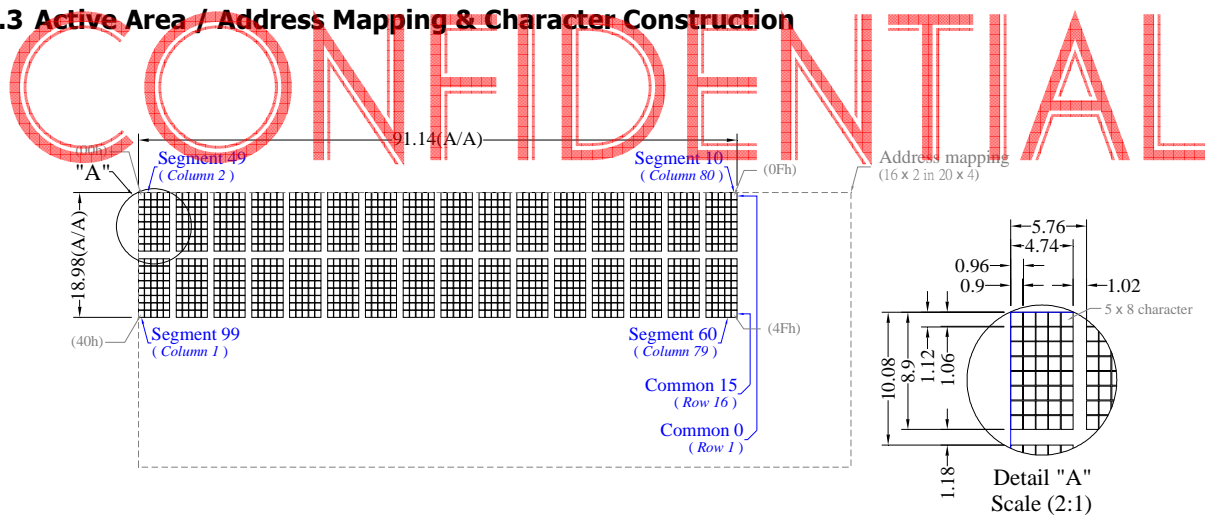 .3 Active Area / Address Mapping & Character Construction
CONFIDENTIAL
91.14(A/A)
(00h)
"A"
Segment 49
( Column 2 )
Segment 10
( Column 80 )
(0Fh)
Address mapping
(16 x 2 in 20 x 4)
18.98(A/A)
(40h)
Segment 99
( Column 1 )
Segment 60
( Column 79 )
(4Fh)
Common 15
( Row 16 )
Common 0
( Row 1 )
5.76
4.74
0.96
0.9
1.02
5 x 8 character
10.08
8.9
1.12
1.06
1.18
Detail "A"
Scale (2:1)